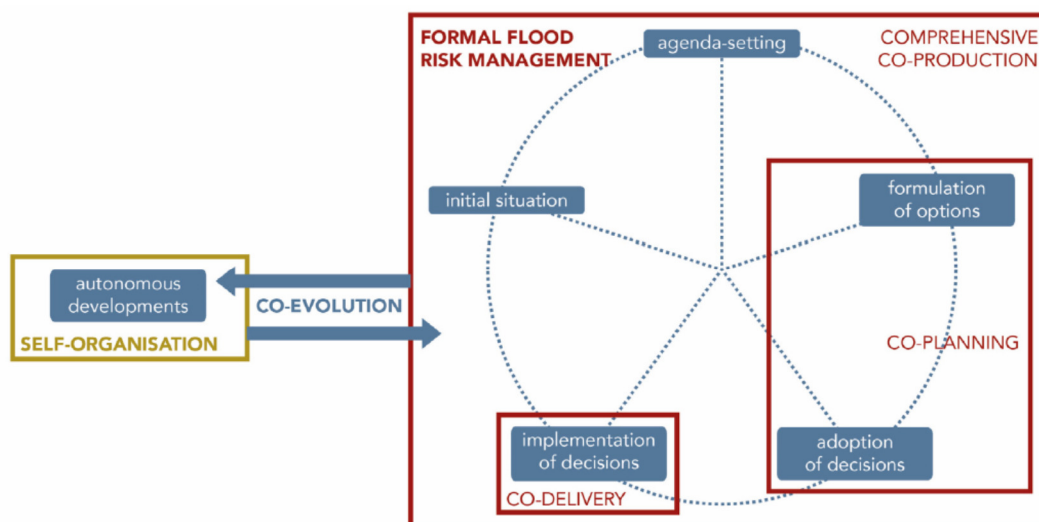 FORMAL FLOOD
RISK MANAGEMENT
agenda-setting
COMPREHENSIVE
CO-PRODUCTION
initial situation
formulation
of options
autonomous
developments
SELF-ORGANISATION
CO-EVOLUTION
CO-PLANNING
implementation
of decisions
CO-DELIVERY
adoption
of decisions